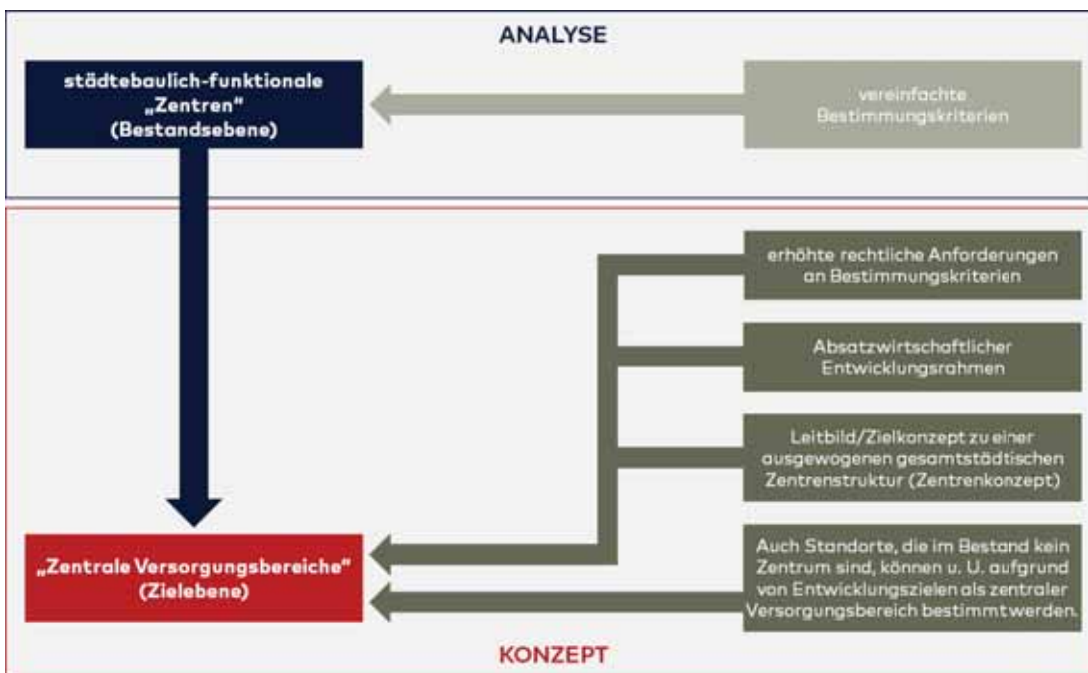 ANALYSE
städtebaulich-funktionale
„Zentren“
(Bestandsebene)
vereinfachte
Bestimmungskriterien
erhöhte rechtliche Anforderungen
an Bestimmungskriterien
Absatzwirtschaftlicher
Entwicklungsrahmen
Leitbild/Zielkonzept zu einer
ausgewogenen gesamtstädtischen
Zentrenstruktur (Zentrenkonzept)
„Zentrale Versorgungsbereiche“
(Zielebene)
Auch Standorte, die im Bestand kein
Zentrum sind, können u. U. aufgrund
von Entwicklungszielen als zentraler
Versorgungsbereich bestimmt werden.
KONZEPT